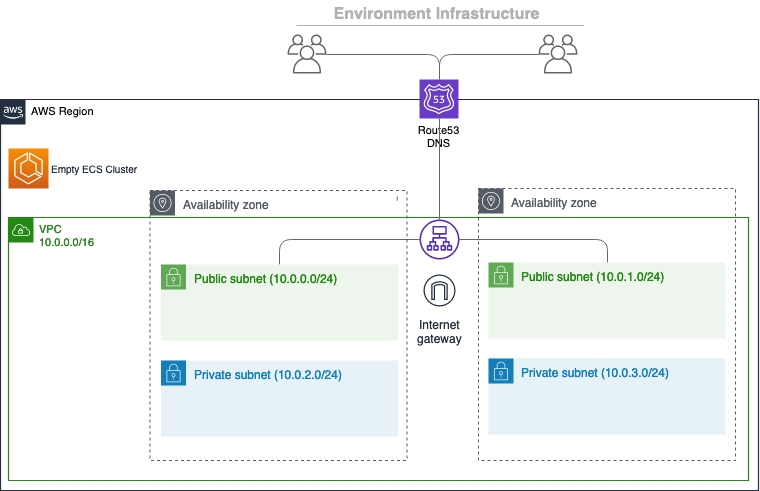 Environment Infrastructure
53
aws
AWS Region
Route53
DNS
Empty ECS Cluster
Availability zone
Availability zone
VPC
10.0.0.0/16
Public subnet (10.0.0.0/24)
Public subnet (10.0.1.0/24)
Internet
gateway
Private subnet (10.0.2.0/24)
Private subnet (10.0.3.0/24)